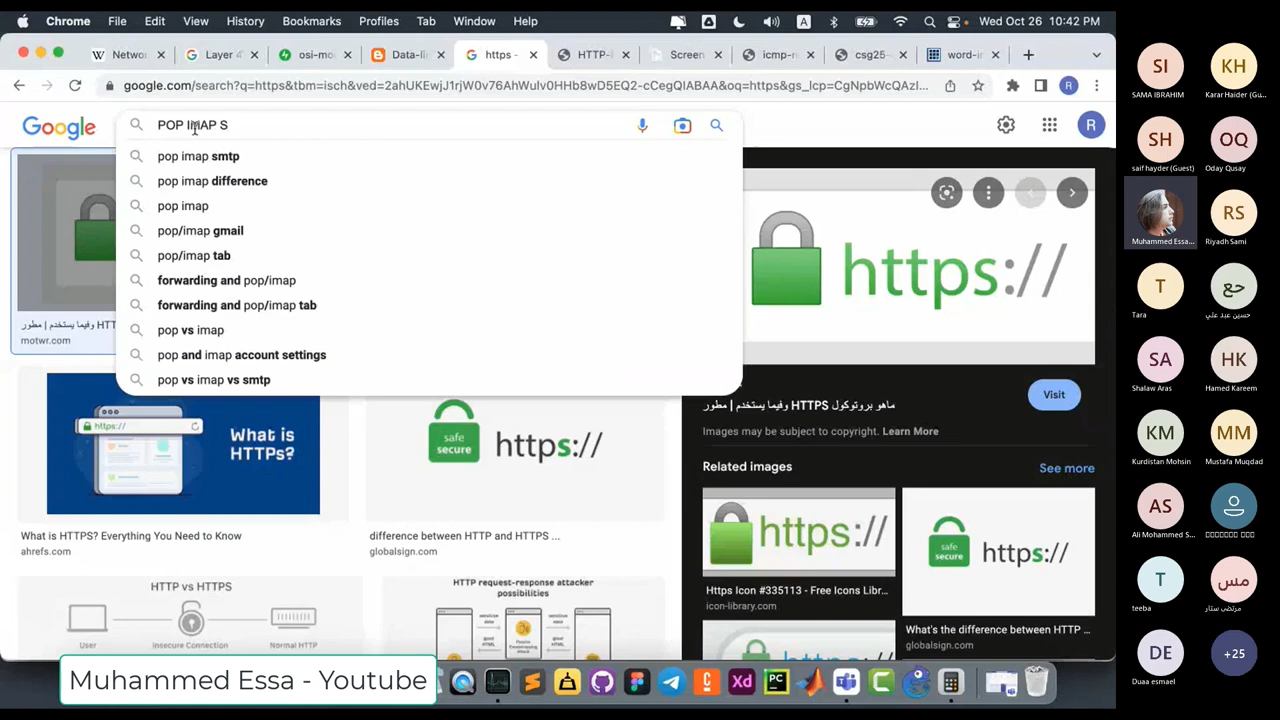 Chrome File Edit View History Bookmarks Profiles Tab Window Help
A
Wed Oct 26 10:42 PM
Netwo
Layer 4
osi-mo
Data-li
https -
HTTP-
Screen
icmp-r
csg25-
word-i
google.com/search?q=https&tbm=isch&ved=2ahUKEwjJ1rjW0v76AhWulv0HHb8wD5EQ2-cCegQIABAA&oq=https&gs_lcp=CgNpbWcQAzI...
R
Google
POP IMAP S
R
pop imap smtp
pop imap difference
pop imap
pop/imap gmail
pop/imap tab
forwarding and pop/imap
forwarding and pop/imap tab
pop vs imap
pop and imap account settings
pop vs imap vs smtp
وفيما يستخدم | مطور
motwr.com
https://
https://
What is
HTTPs?
What is HTTPS? Everything You Need to Know
ahrefs.com
safe
secure
https://
difference between HTTP and HTTPS ...
globalsign.com
HTTP vs HTTPS
User
Insecure Connection
Normal HTTP
HTTP request-response attacker
possibilities
ماهو بروتوكول HTTPS وفيما يستخدم | مطور
Visit
Images may be subject to copyright. Learn More
Related images
See more
https://
Https Icon #335113 - Free Icons Libr...
icon-library.com
safe
secure
https://
What's the difference between HTTP ...
globalsign.com
Muhammed Essa - Youtube
Xd
PC
C
SI
SAMA IBRAHIM
KH
Karar Haider (Gu...
SH
saif hayder (Guest)
OQ
Oday Qusay
Muhammed Essa...
RS
Riyadh Sami
T
Tara
حع
حسين عبد علي
SA
Shalaw Aras
HK
Hamed Kareem
KM
Kurdistan Mohsin
MM
Mustafa Muqdad
AS
Ali Mohammed S...
T
teeba
مس
مرتضى ستار
DE
Duaa esmael
+25